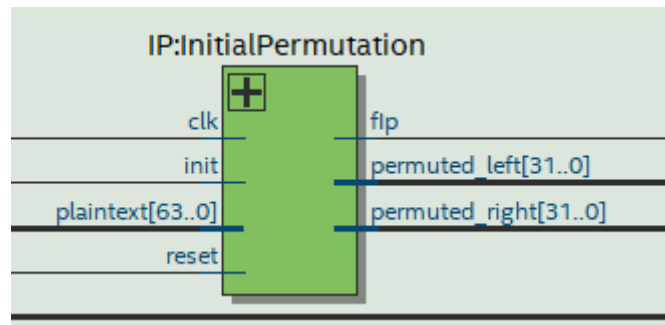 IP:InitialPermutation
clk
fIp
init
permuted_left[31..0]
plaintext[63..0]
permuted_right[31..0]
reset